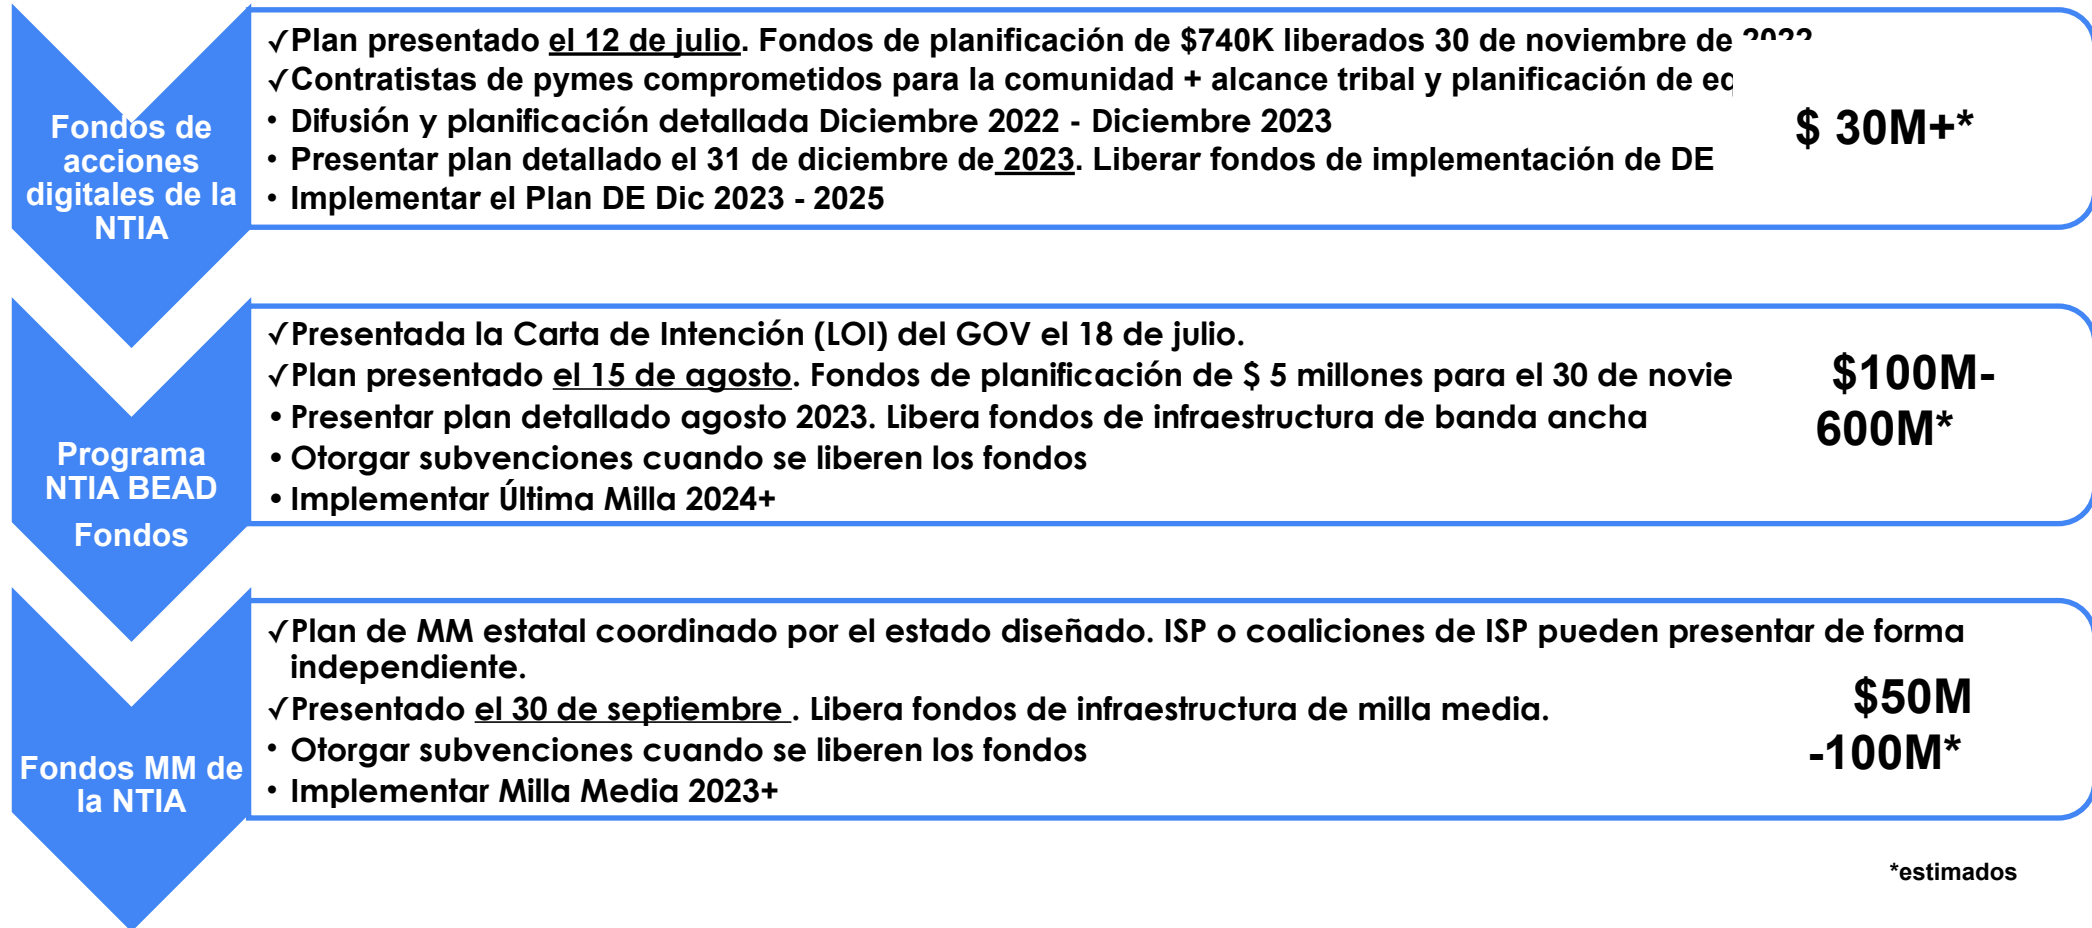 Fondos de
acciones
digitales de la
NTIA
✓Plan presentado el 12 de julio. Fondos de planificación de $740K liberados 30 de noviembre de 2022
✓Contratistas de pymes comprometidos para la comunidad + alcance tribal y planificación de
• Difusión y planificación detallada Diciembre 2022 - Diciembre 2023
• Presentar plan detallado el 31 de diciembre de 2023. Liberar fondos de implementación de DE
• Implementar el Plan DE Dic 2023 - 2025
$ 30M+*
Programa
NTIA BEAD
Fondos
✓Presentada la Carta de Intención (LOI) del GOV el 18 de julio.
✓Plan presentado el 15 de agosto. Fondos de planificación de $ 5 millones para el 30 de
• Presentar plan detallado agosto 2023. Libera fondos de infraestructura de banda ancha
• Otorgar subvenciones cuando se liberen los fondos
• Implementar Última Milla 2024+
$100M-
600M*
Fondos MM de
la NTIA
✓Plan de MM estatal coordinado por el estado diseñado. ISP o coaliciones de ISP pueden presentar de forma
independiente.
✓Presentado el 30 de septiembre . Libera fondos de infraestructura de milla media.
• Otorgar subvenciones cuando se liberen los fondos
• Implementar Milla Media 2023+
$50M
-100M*
*estimados